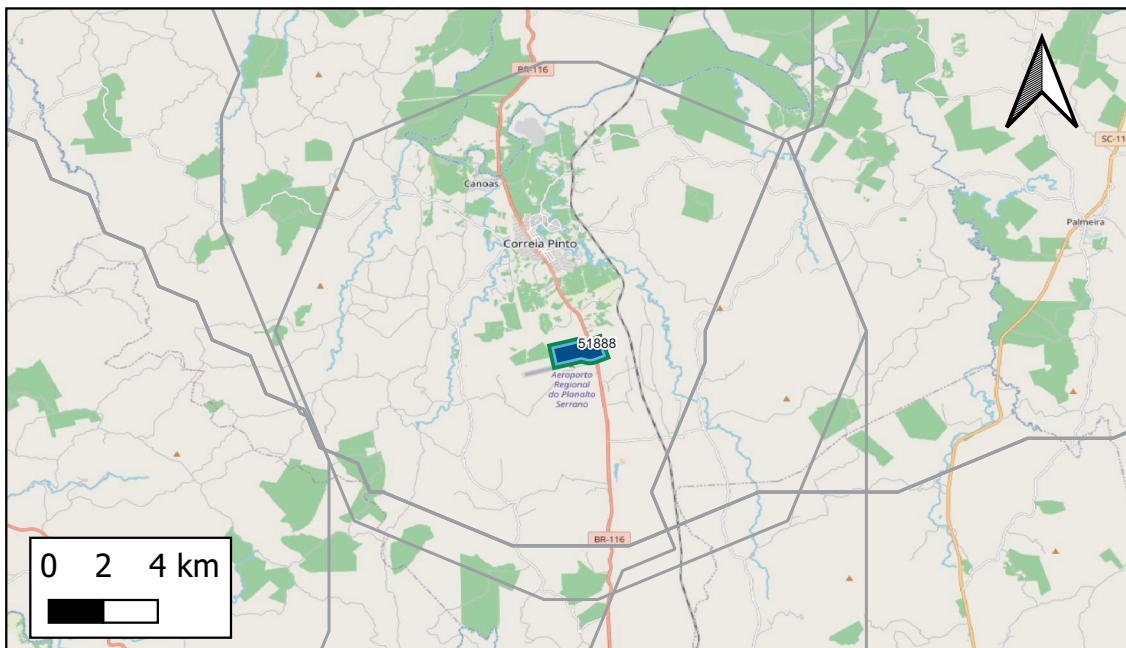 BR-116
SC-11
Canoas
Palmeira
Correia Pinto
51888
Aeroporto
Regional
do Planalto
Serrano
BR-116
0 2 4 km